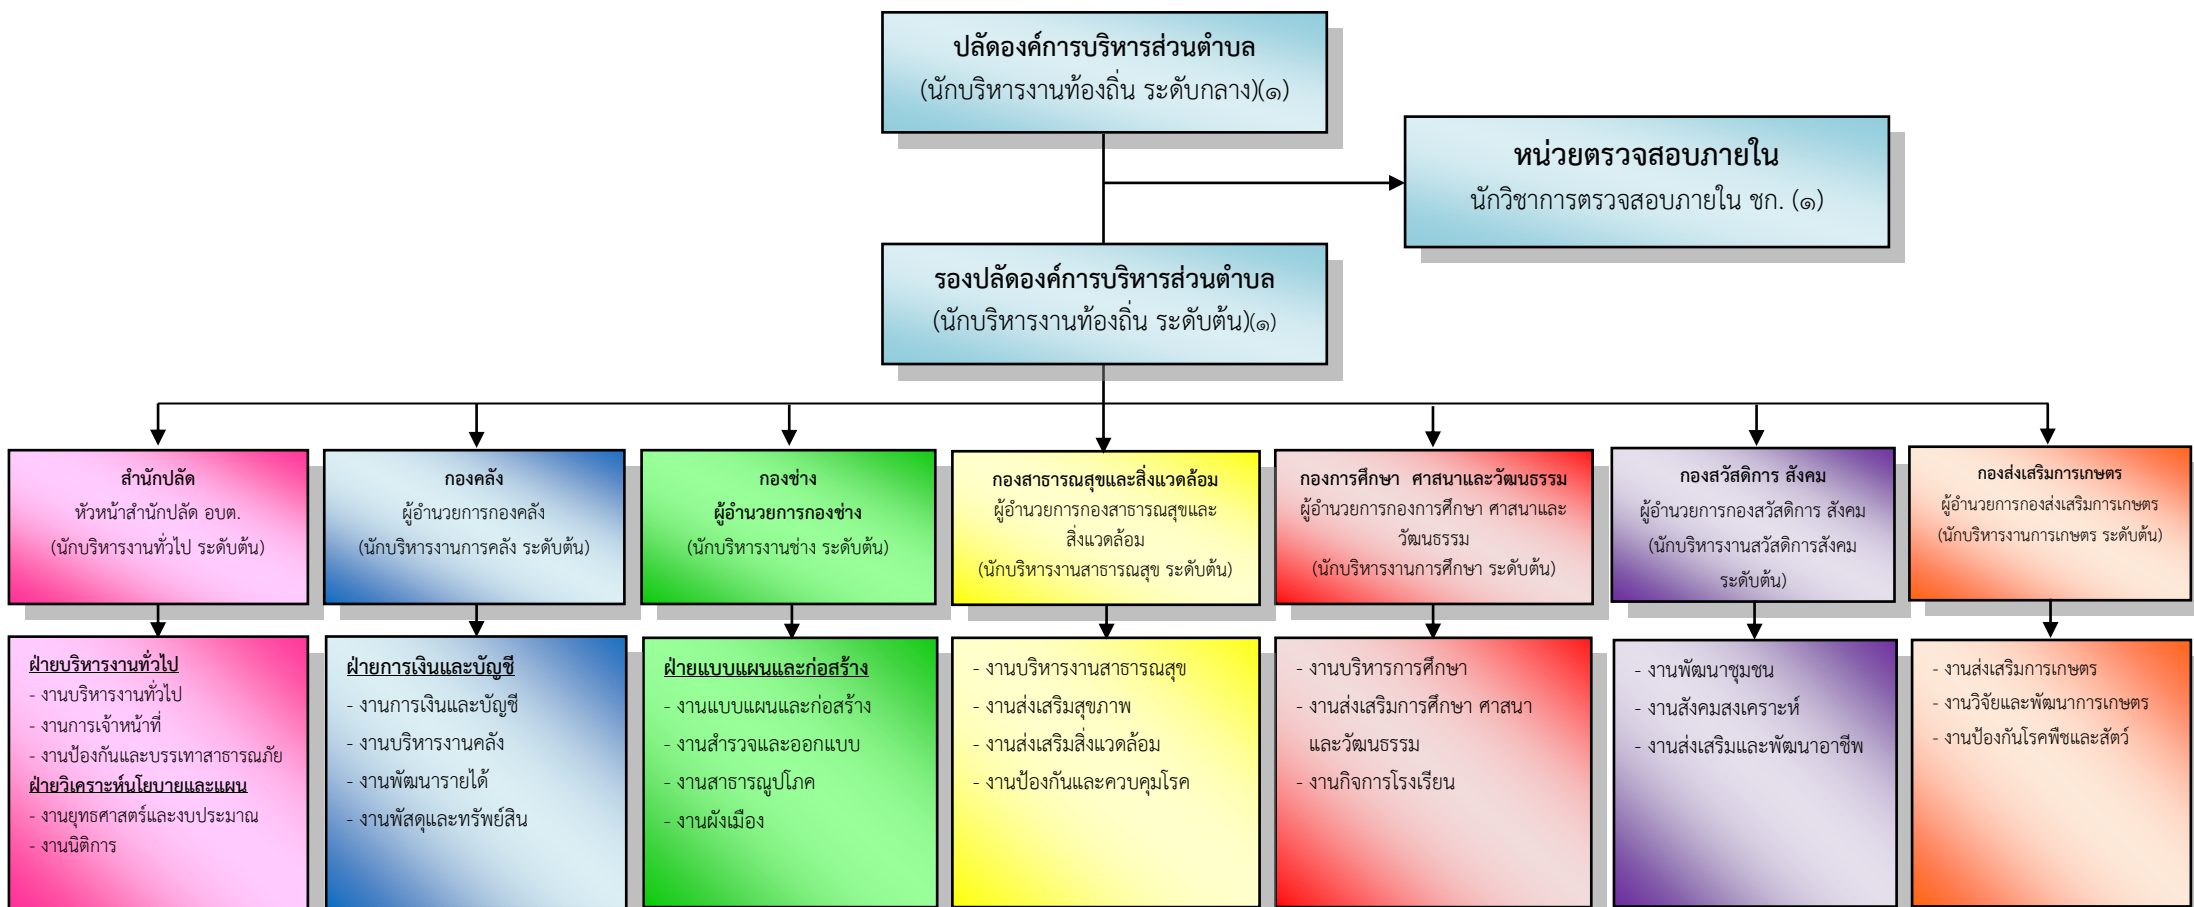 ปลัดองค์การบริหารส่วนตำบล
(นักบริหารงานท้องถิ่น ระดับกลาง)(๑)
หน่วยตรวจสอบภายใน
นักวิชาการตรวจสอบภายใน ชก. (๑)
รองปลัดองค์การบริหารส่วนตำบล
(นักบริหารงานท้องถิ่น ระดับต้น)(๑)
สำนักปลัด
หัวหน้าสำนักปลัด อบต.
(นักบริหารงานทั่วไป ระดับต้น)
กองคลัง
ผู้อำนวยการกองคลัง
(นักบริหารงานการคลัง ระดับต้น)
กองช่าง
ผู้อำนวยการกองช่าง
(นักบริหารงานช่าง ระดับต้น)
กองสาธารณสุขและสิ่งแวดล้อม
ผู้อำนวยการกองสาธารณสุขและ
สิ่งแวดล้อม
(นักบริหารงานสาธารณสุข ระดับต้น)
กองการศึกษา ศาสนาและวัฒนธรรม
ผู้อำนวยการกองการศึกษา ศาสนาและ
วัฒนธรรม
(นักบริหารงานการศึกษา ระดับต้น)
กองสวัสดิการ สังคม
ผู้อำนวยการกองสวัสดิการ สังคม
(นักบริหารงานสวัสดิการสังคม
ระดับต้น)
กองส่งเสริมการเกษตร
ผู้อำนวยการกองส่งเสริมการเกษตร
(นักบริหารงานการเกษตร ระดับต้น)
ฝ่ายบริหารงานทั่วไป
- งานบริหารงานทั่วไป
- งานการเจ้าหน้าที่
- งานป้องกันและบรรเทาสาธารณภัย
ฝ่ายวิเคราะห์นโยบายและแผน
- งานยุทธศาสตร์และงบประมาณ
- งานนิติการ
ฝ่ายการเงินและบัญชี
- งานการเงินและบัญชี
- งานบริหารงานคลัง
- งานพัฒนารายได้
- งานพัสดุและทรัพย์สิน
ฝ่ายแบบแผนและก่อสร้าง
- งานแบบแผนและก่อสร้าง
- งานสำรวจและออกแบบ
- งานสาธารณูปโภค
- งานผังเมือง
- งานบริหารงานสาธารณสุข
- งานส่งเสริมสุขภาพ
- งานส่งเสริมสิ่งแวดล้อม
- งานป้องกันและควบคุมโรค
- งานบริหารการศึกษา
- งานส่งเสริมการศึกษา ศาสนา
และวัฒนธรรม
- งานกิจการโรงเรียน
- งานพัฒนาชุมชน
- งานสังคมสงเคราะห์
- งานส่งเสริมและพัฒนาอาชีพ
- งานส่งเสริมการเกษตร
- งานวิจัยและพัฒนาการเกษตร
- งานป้องกันโรคพืชและสัตว์